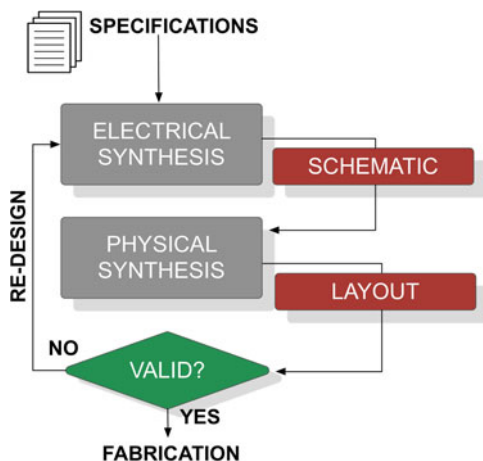 SPECIFICATIONS
ELECTRICAL
SYNTHESIS
SCHEMATIC
RE-DESIGN
PHYSICAL
SYNTHESIS
LAYOUT
NO
VALID?
YES
FABRICATION